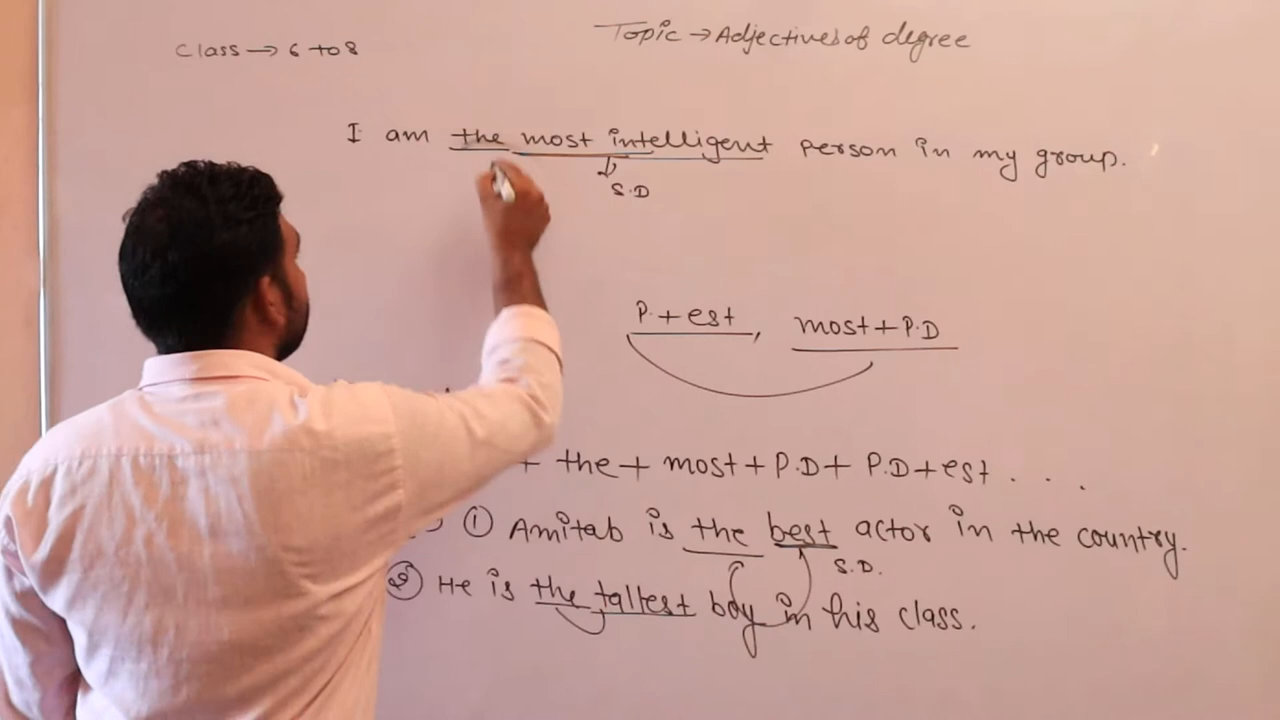 Class → 6 to 8
Topic → Adjectives of degree
I am the most intelligent person in my group.
S.D
P. + est, most + P.D
+ the + most + P.D + P.D + est . . .
① Amitab is the best actor in the country.
S.D.
② He is the tallest boy in his class.